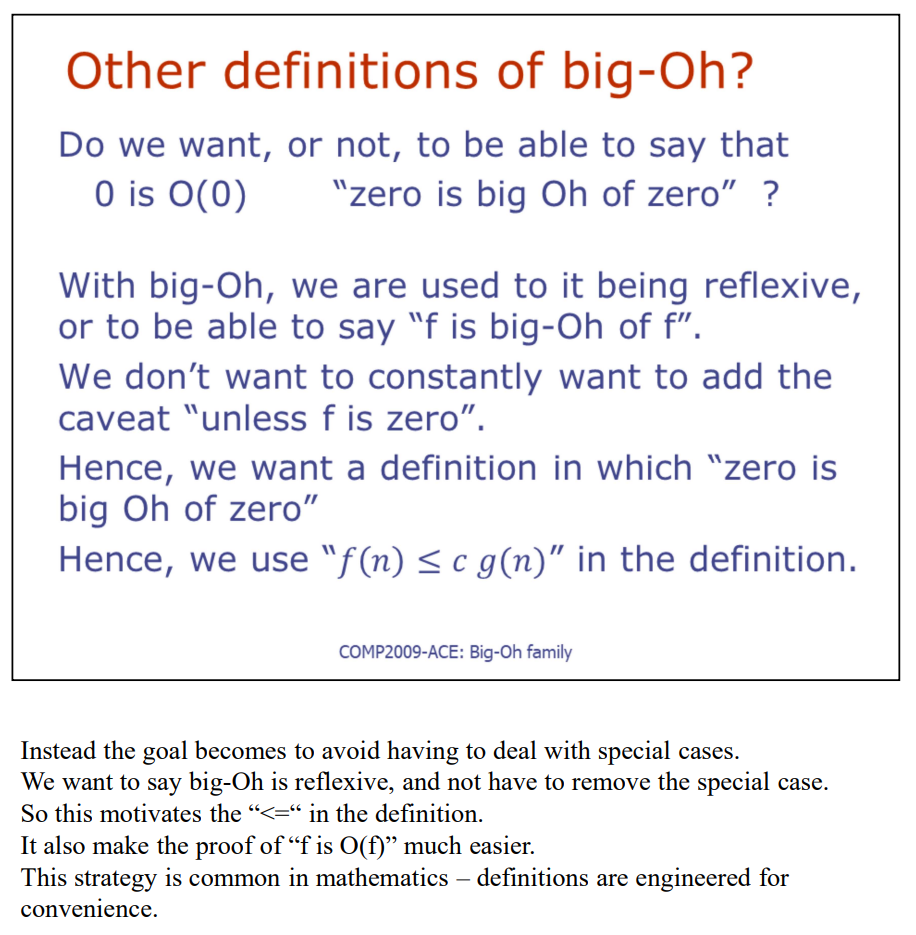 Other definitions of big-Oh?
Do we want, or not, to be able to say that
0 is O(0) “zero is big Oh of zero” ?
With big-Oh, we are used to it being reflexive,
or to be able to say “f is big-Oh of f”.
We don’t want to constantly want to add the
caveat “unless f is zero”.
Hence, we want a definition in which “zero is
big Oh of zero”
Hence, we use “f(n) ≤ c g(n)” in the definition.
COMP2009-ACE: Big-Oh family
Instead the goal becomes to avoid having to deal with special cases.
We want to say big-Oh is reflexive, and not have to remove the special case.
So this motivates the “<=“ in the definition.
It also make the proof of “f is O(f)” much easier.
This strategy is common in mathematics – definitions are engineered for
convenience.